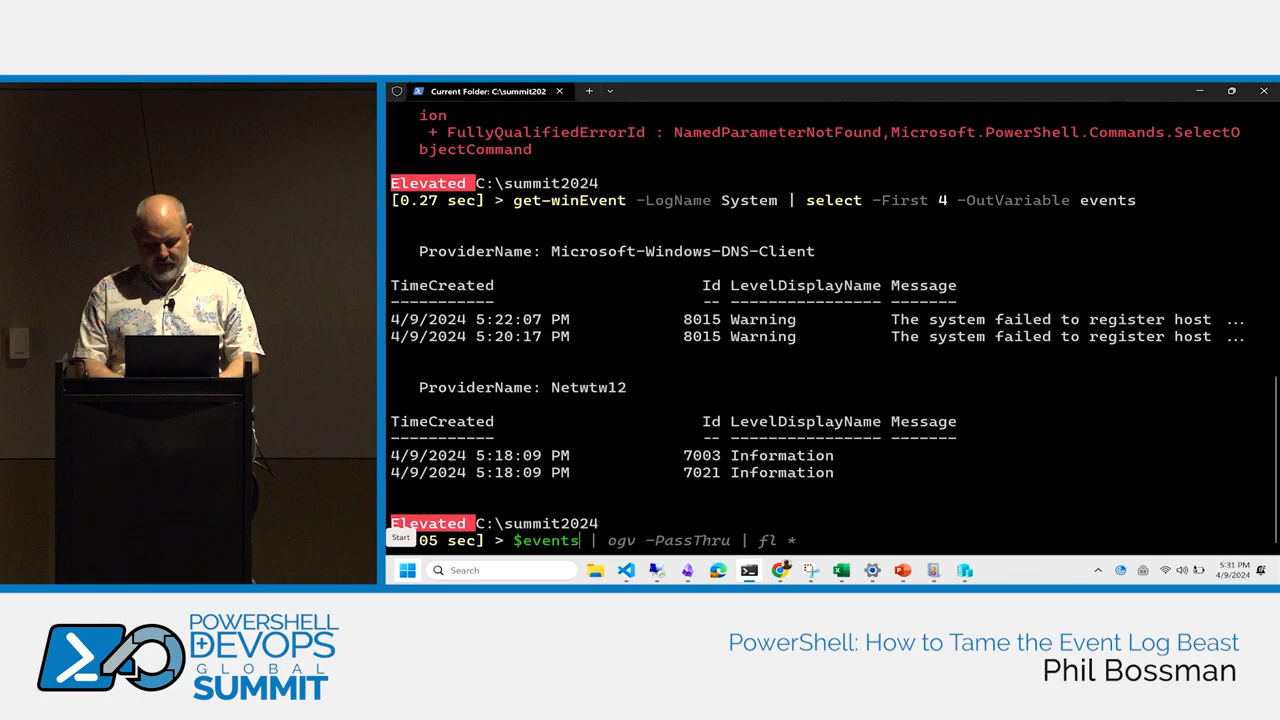 Current Folder: C:\summit202
ion
+ FullyQualifiedErrorId : NamedParameterNotFound,Microsoft.PowerShell.Commands.SelectO
bjectCommand
Elevated C:\summit2024
[0.27 sec] > get-winEvent -LogName System | select -First 4 -OutVariable events
ProviderName: Microsoft-Windows-DNS-Client
TimeCreated Id LevelDisplayName Message
----------- -- ---------------- -------
4/9/2024 5:22:07 PM 8015 Warning The system failed to register host ...
4/9/2024 5:20:17 PM 8015 Warning The system failed to register host ...
ProviderName: Netwtw12
TimeCreated Id LevelDisplayName Message
----------- -- ---------------- -------
4/9/2024 5:18:09 PM 7003 Information
4/9/2024 5:18:09 PM 7021 Information
Elevated C:\summit2024
Start
05 sec] > $events | ogv -PassThru | fl *
Search
5:31 PM
4/9/2024
POWERSHELL
DEVOPS
GLOBAL
SUMMIT
PowerShell: How to Tame the Event Log Beast
Phil Bossman